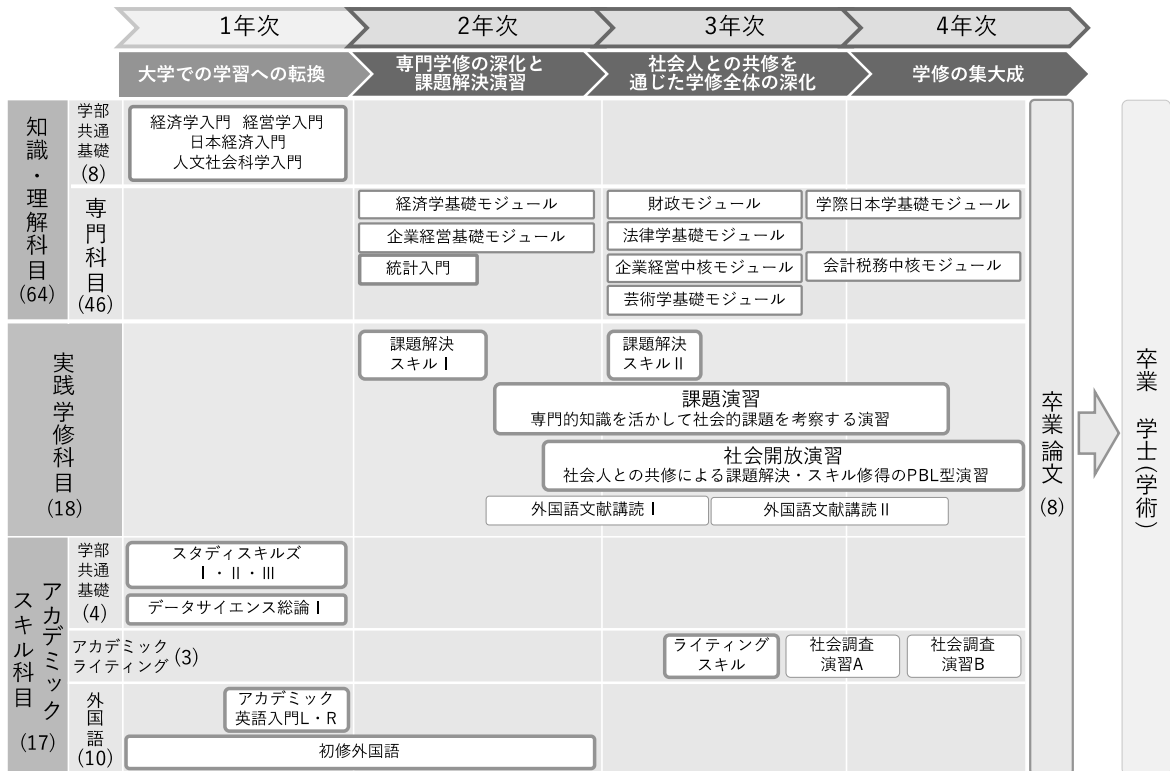 1年次
2年次
3年次
4年次
大学での学習への転換
専門学修の深化と
課題解決演習
社会人との共修を
通じた学修全体の深化
学修の集大成
知識・理解科目
(64)
学部
共通
基礎
(8)
経済学入門 経営学入門
日本経済入門
人文社会科学入門
専門科目
(46)
経済学基礎モジュール
企業経営基礎モジュール
統計入門
財政モジュール
法律学基礎モジュール
企業経営中核モジュール
芸術学基礎モジュール
学際日本学基礎モジュール
会計税務中核モジュール
実践学修科目
(18)
課題解決
スキルⅠ
課題解決
スキルⅡ
課題演習
専門的知識を活かして社会的課題を考察する演習
社会開放演習
社会人との共修による課題解決・スキル修得のPBL型演習
外国語文献講読Ⅰ
外国語文献講読Ⅱ
アカデミック
スキル科目
(17)
学部
共通
基礎
(4)
スタディスキルズ
Ⅰ・Ⅱ・Ⅲ
データサイエンス総論Ⅰ
アカデミック
ライティング (3)
ライティング
スキル
社会調査
演習A
社会調査
演習B
外国語
(10)
アカデミック
英語入門L・R
初修外国語
卒業論文
(8)
卒業 学士(学術)